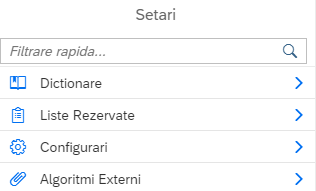 Setari
Filtrare rapida...
Dictionare
Liste Rezervate
Configurari
Algoritmi Externi